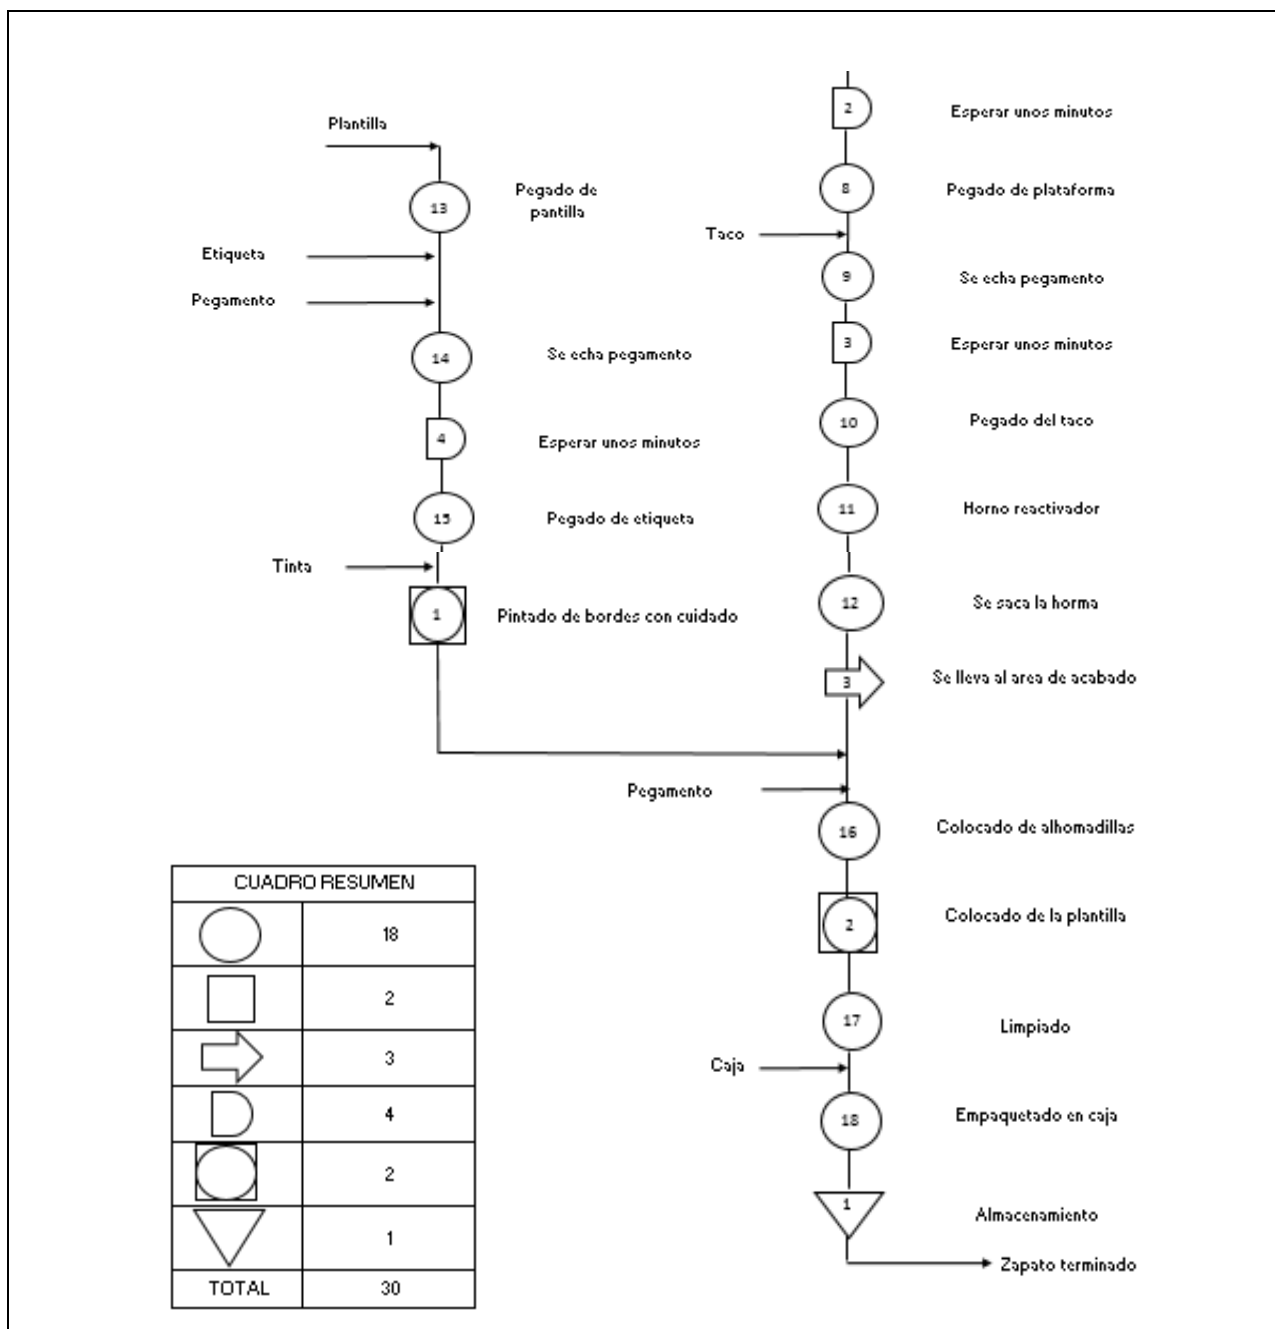 Plantilla
13
Pegado de
pantilla
Etiqueta
Pegamento
14
Se echa pegamento
4
Esperar unos minutos
15
Pegado de etiqueta
Tinta
1
Pintado de bordes con cuidado
2
Esperar unos minutos
8
Pegado de plataforma
Taco
9
Se echa pegamento
3
Esperar unos minutos
10
Pegado del taco
11
Horno reactivador
12
Se saca la horma
3
Se lleva al area de acabado
Pegamento
16
Colocado de alhomadillas
2
Colocado de la plantilla
17
Limpiado
Caja
18
Empaquetado en caja
1
Almacenamiento
Zapato terminado
CUADRO RESUMEN
18
2
3
4
2
1
TOTAL 30